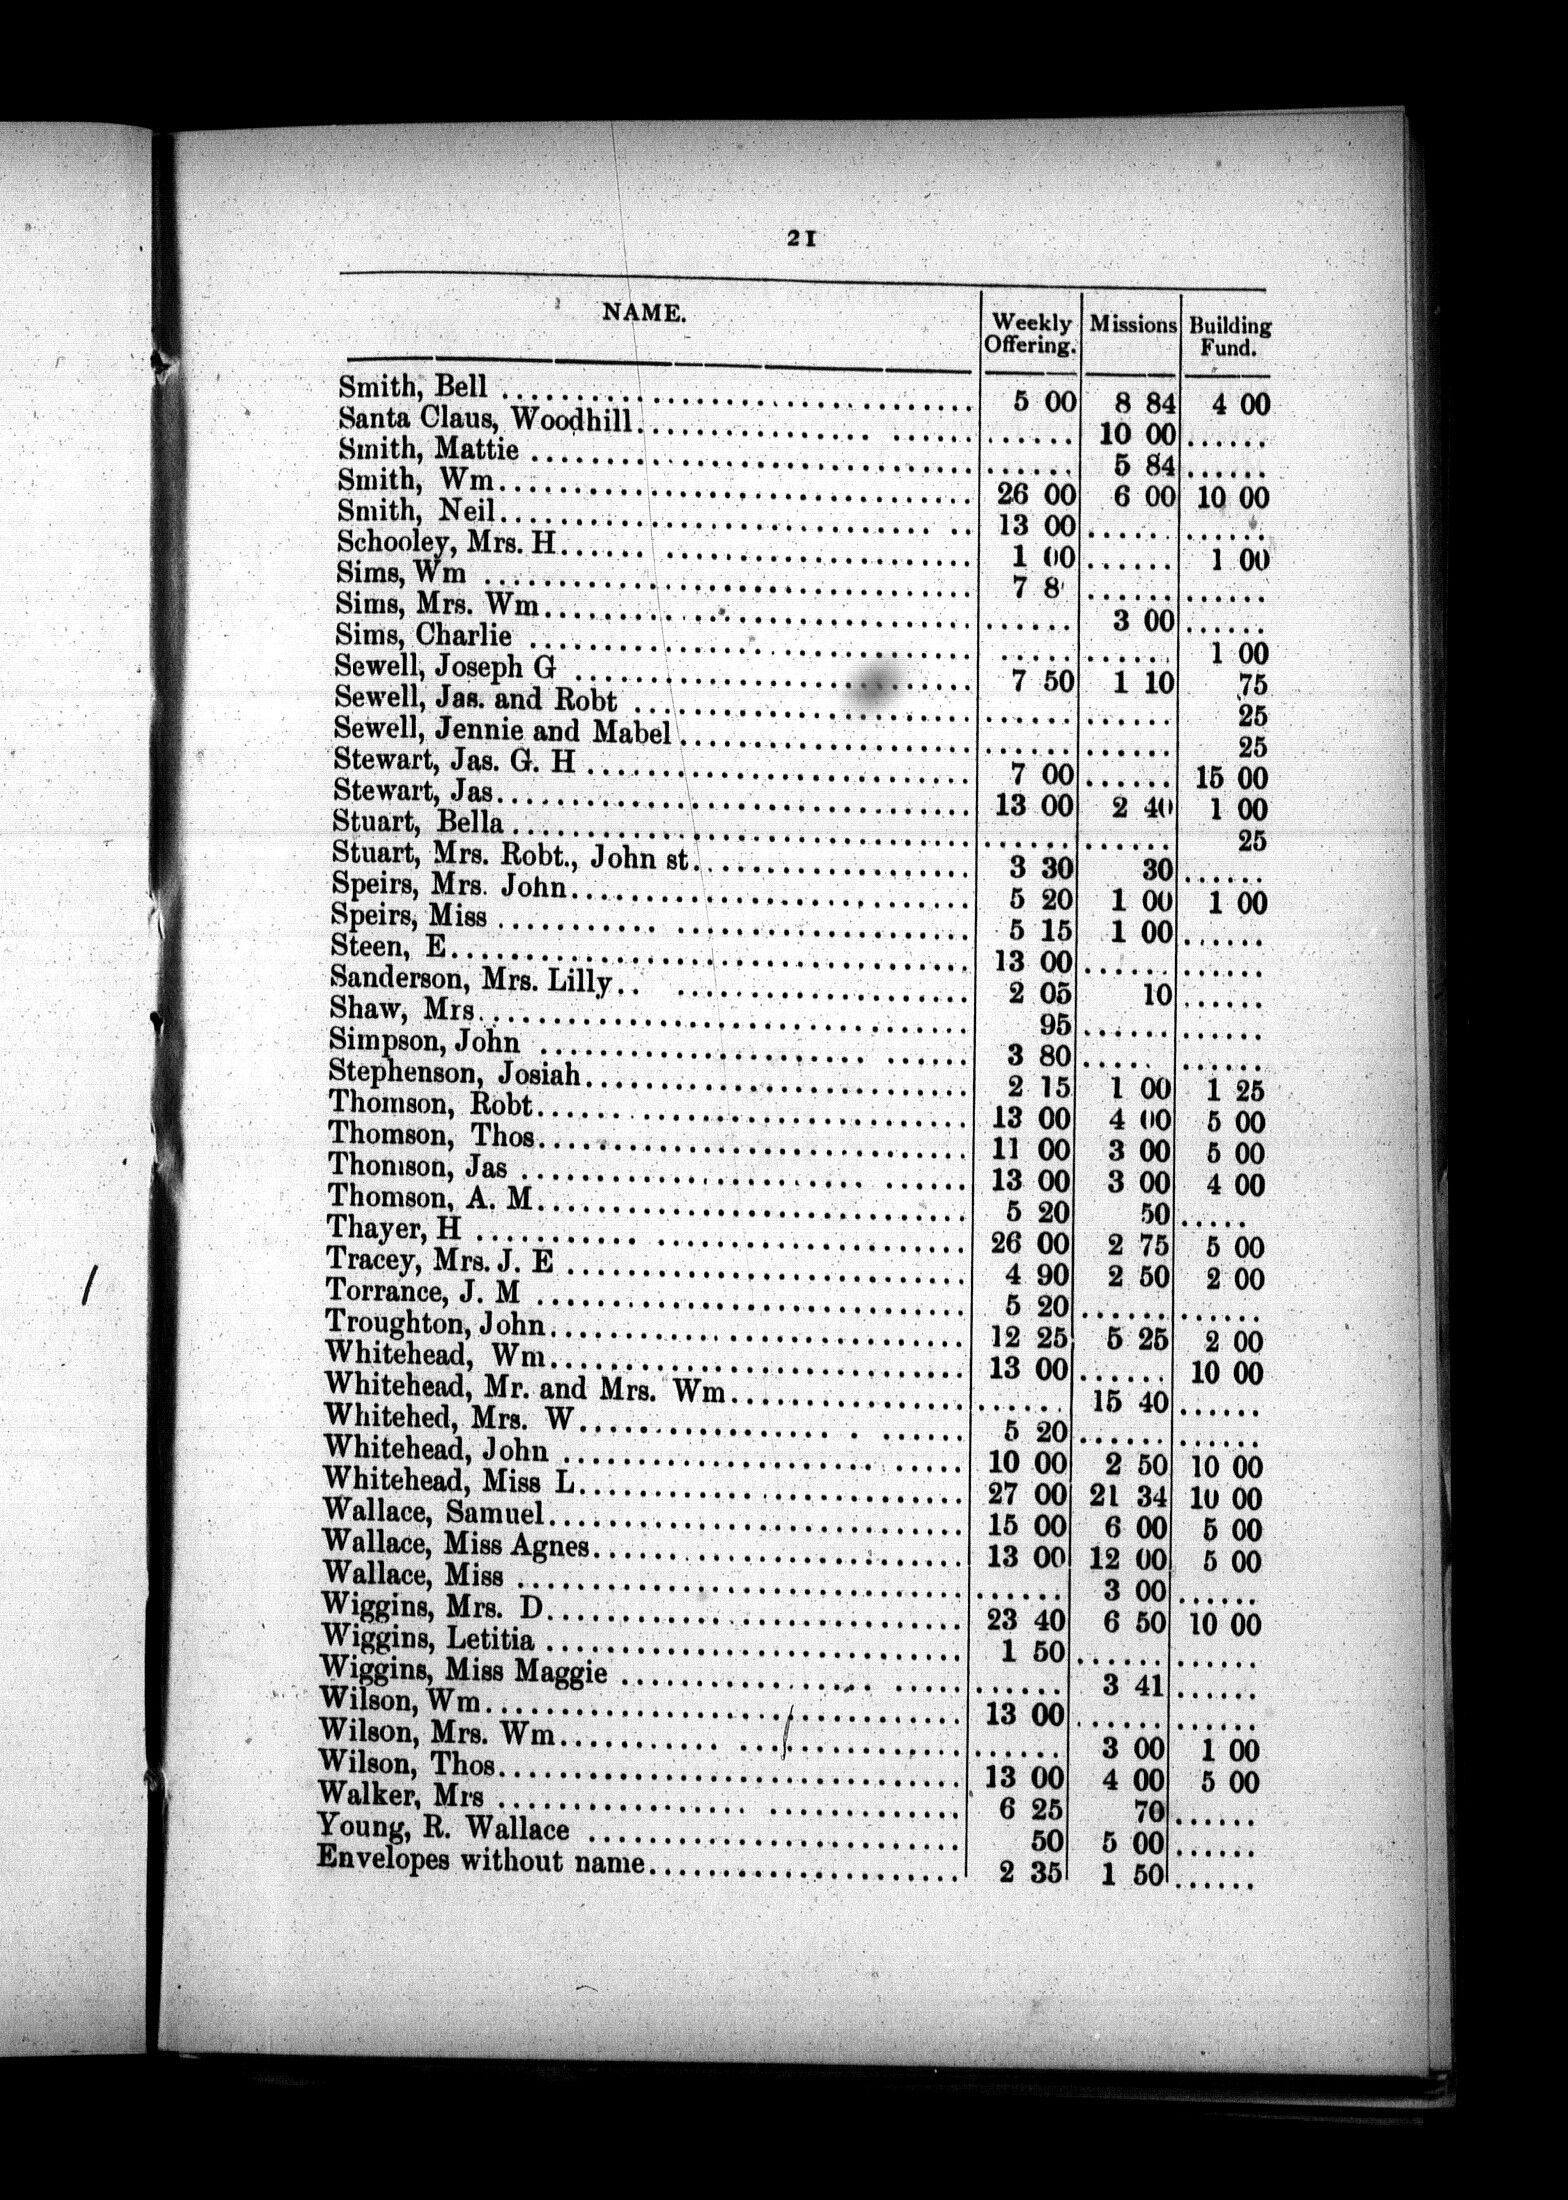 21
NAME. Weekly Offering. Missions Building Fund.
Smith, Bell 5 00 8 84 4 00
Santa Claus, Woodhill ...... 10 00 ......
Smith, Mattie ...... 5 84 ......
Smith, Wm 26 00 6 00 10 00
Smith, Neil 13 00 ...... ......
Schooley, Mrs. H 1 00 ...... 1 00
Sims, Wm 7 8 ...... ......
Sims, Mrs. Wm ...... 3 00 ......
Sims, Charlie ...... ...... 1 00
Sewell, Joseph G 7 50 1 10 75
Sewell, Jas. and Robt ...... ...... 25
Sewell, Jennie and Mabel ...... ...... 25
Stewart, Jas. G. H 7 00 ...... 15 00
Stewart, Jas 13 00 2 40 1 00
Stuart, Bella ...... ...... 25
Stuart, Mrs. Robt., John st 3 30 30 ......
Speirs, Mrs. John 5 20 1 00 1 00
Speirs, Miss 5 15 1 00 ......
Steen, E 13 00 ...... ......
Sanderson, Mrs. Lilly 2 05 10 ......
Shaw, Mrs 95 ...... ......
Simpson, John 3 80 ...... ......
Stephenson, Josiah 2 15 1 00 1 25
Thomson, Robt 13 00 4 00 5 00
Thomson, Thos 11 00 3 00 5 00
Thomson, Jas 13 00 3 00 4 00
Thomson, A. M 5 20 50 .....
Thayer, H 26 00 2 75 5 00
Tracey, Mrs. J. E 4 90 2 50 2 00
Torrance, J. M 5 20 ...... ......
Troughton, John 12 25 5 25 2 00
Whitehead, Wm 13 00 ...... 10 00
Whitehead, Mr. and Mrs. Wm ...... 15 40 ......
Whitehed, Mrs. W 5 20 ...... ......
Whitehead, John 10 00 2 50 10 00
Whitehead, Miss L 27 00 21 34 10 00
Wallace, Samuel 15 00 6 00 5 00
Wallace, Miss Agnes 13 00 12 00 5 00
Wallace, Miss ...... 3 00 ......
Wiggins, Mrs. D 23 40 6 50 10 00
Wiggins, Letitia 1 50 ...... ......
Wiggins, Miss Maggie ...... 3 41 ......
Wilson, Wm 13 00 ...... ......
Wilson, Mrs. Wm ...... 3 00 1 00
Wilson, Thos 13 00 4 00 5 00
Walker, Mrs 6 25 70 ......
Young, R. Wallace 50 5 00 ......
Envelopes without name 2 35 1 50 ......